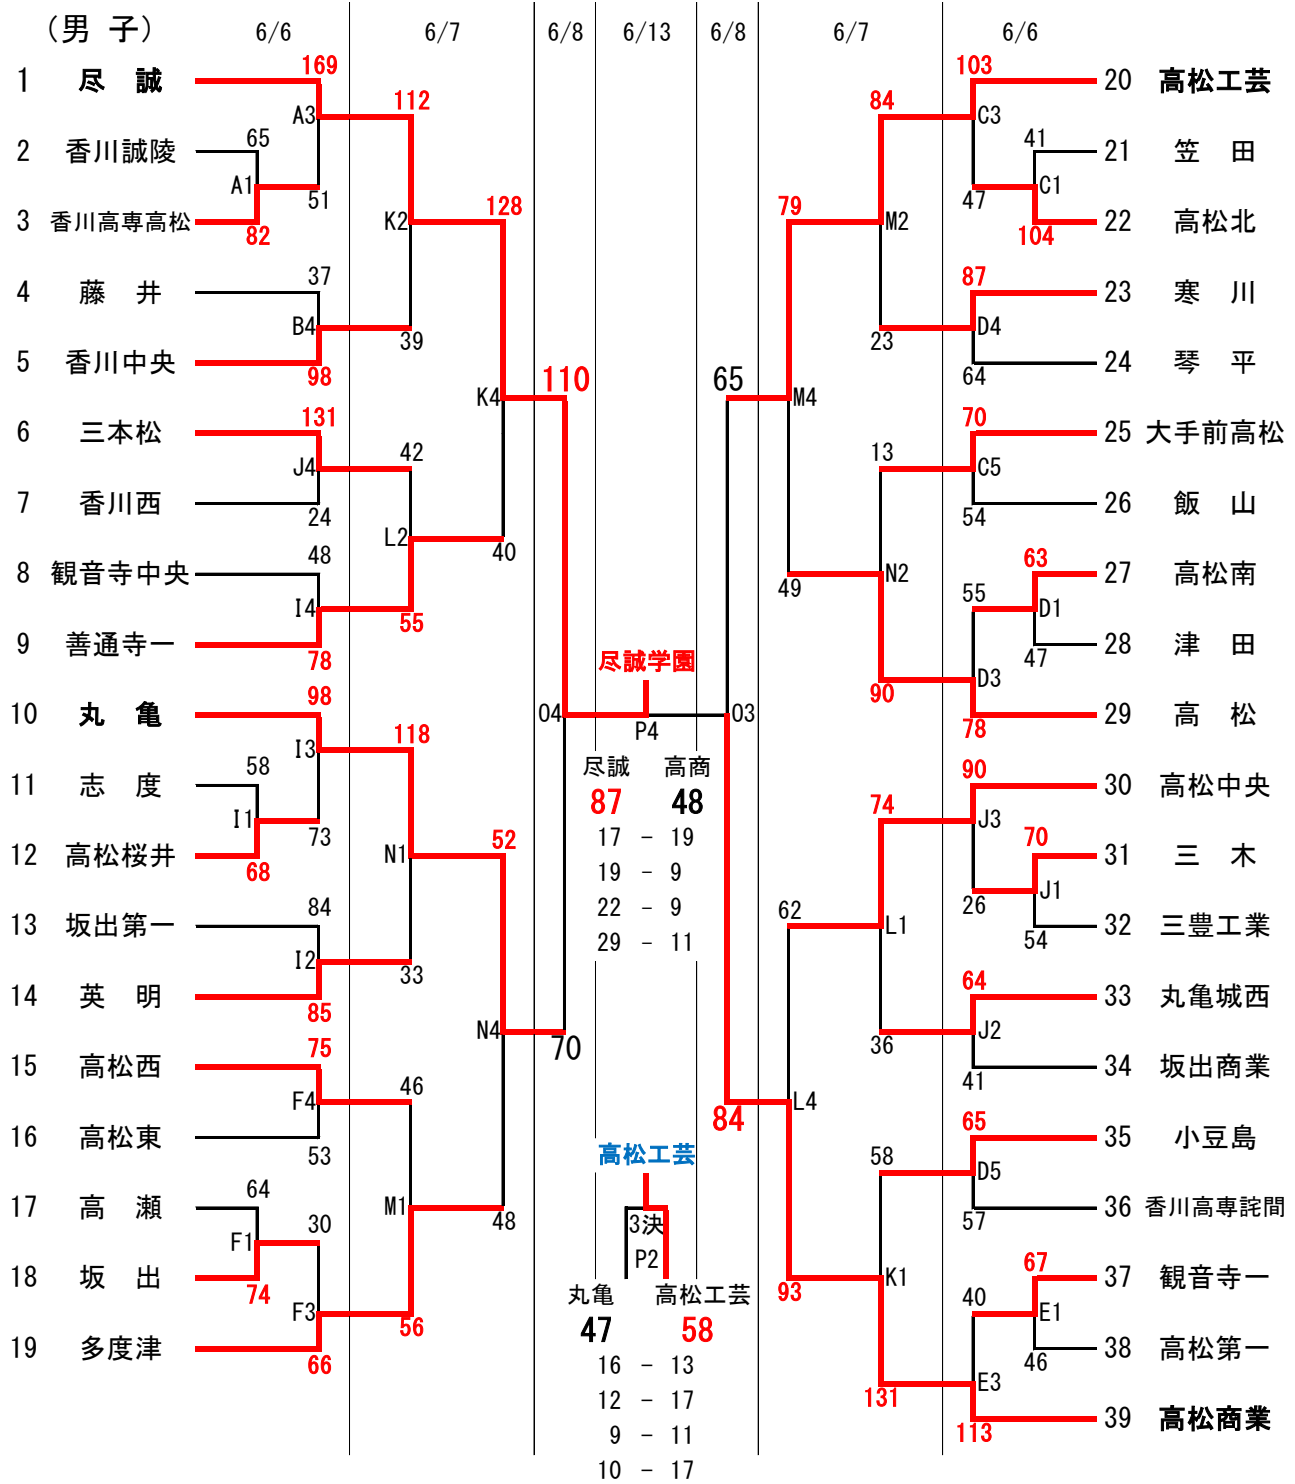 （男 子）
6/6 6/7 6/8 6/13 6/8 6/7 6/6
1 尽 誠
2 香川誠陵
3 香川高専高松
4 藤 井
5 香川中央
6 三本松
7 香川西
8 観音寺中央
9 善通寺一
10 丸 亀
11 志 度
12 高松桜井
13 坂出第一
14 英 明
15 高松西
16 高松東
17 高 瀬
18 坂 出
19 多度津
169
A3
65
A1
51
82
37
B4
98
131
J4
24
48
I4
78
98
I3
58
I1
73
68
84
I2
85
75
F4
53
64
F1
30
74
F3
66
112
K2
39
42
L2
55
118
N1
33
46
M1
56
128
K4
40
52
N4
48
110
04
70
尽誠学園
P4
尽誠 高商
87 48
17 - 19
19 - 9
22 - 9
29 - 11
高松工芸
3決
P2
丸亀 高松工芸
47 58
16 - 13
12 - 17
9 - 11
10 - 17
65
03
84
79
M4
49
62
L4
93
84
M2
23
13
N2
90
74
L1
36
58
K1
131
103
C3
41
C1
47
104
87
D4
64
70
C5
54
63
55
D1
47
D3
78
90
J3
70
J1
26
54
64
J2
41
65
D5
57
67
40
E1
46
E3
113
20 高松工芸
21 笠 田
22 高松北
23 寒 川
24 琴 平
25 大手前高松
26 飯 山
27 高松南
28 津 田
29 高 松
30 高松中央
31 三 木
32 三豊工業
33 丸亀城西
34 坂出商業
35 小豆島
36 香川高専詫間
37 観音寺一
38 高松第一
39 高松商業